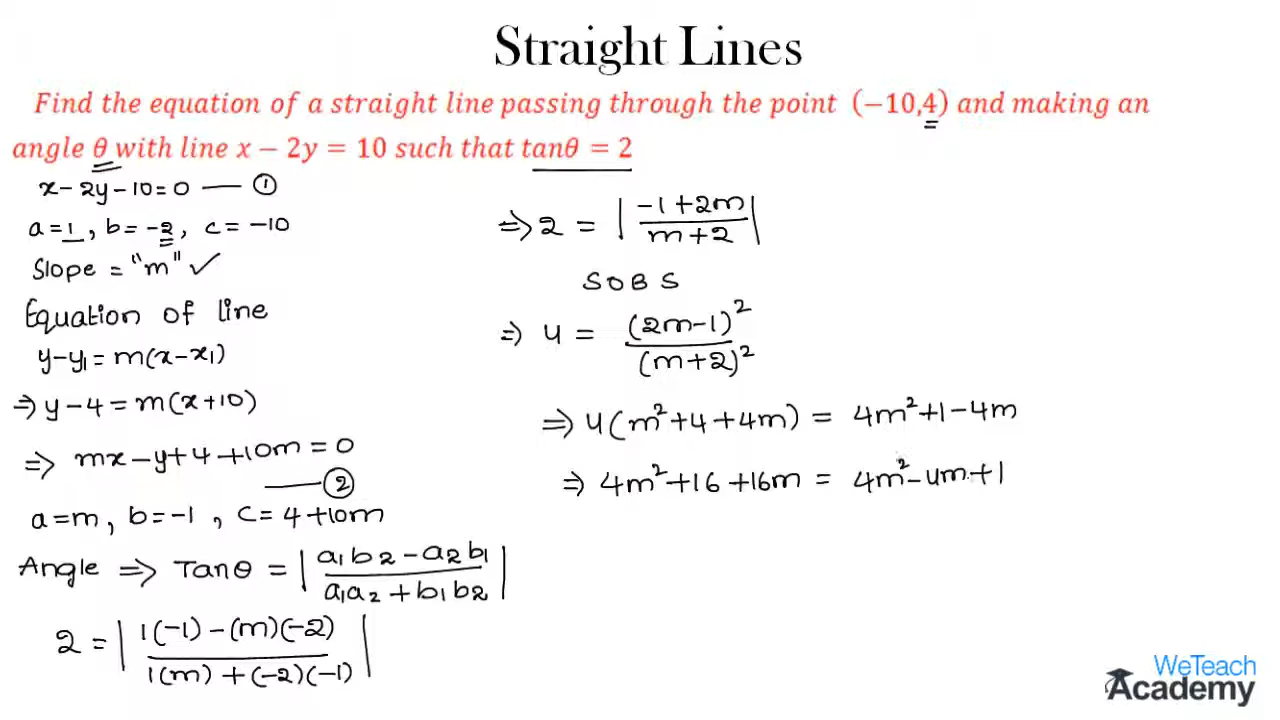 Straight Lines
Find the equation of a straight line passing through the point (−10,4) and making an
angle θ with line x − 2y = 10 such that tanθ = 2
x-2y-10=0 — ①
a=1, b=-2, c=-10
Slope = "m" ✓
Equation of line
y-y₁=m(x-x₁)
⇒ y-4=m(x+10)
⇒ mx-y+4+10m=0
— ②
a=m, b=-1, c=4+10m
Angle ⇒ Tanθ = |(a₁b₂-a₂b₁)/(a₁a₂+b₁b₂)|
2 = |(1(-1)-(m)(-2))/(1(m)+(-2)(-1))|
⇒ 2 = |(-1+2m)/(m+2)|
SOBS
⇒ 4 = (2m-1)²/(m+2)²
⇒ 4(m²+4+4m) = 4m²+1-4m
⇒ 4m²+16+16m = 4m²-4m+1
WeTeach
Academy